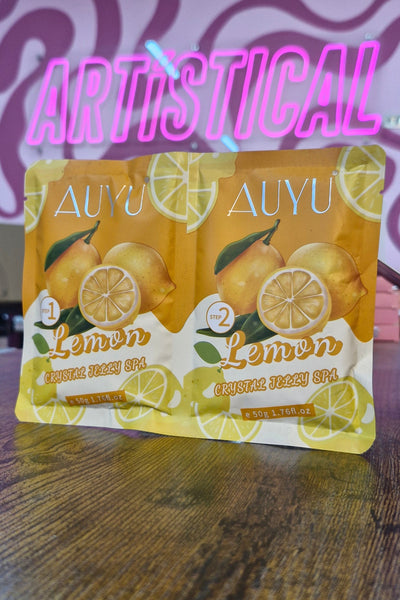 ARTiSTICAL
AUYU
STEP 1
Lemon
CRYSTAL JELLY SPA
e 50g 1.76fl.oz
AUYU
STEP 2
Lemon
CRYSTAL JELLY SPA
e 50g 1.76fl.oz